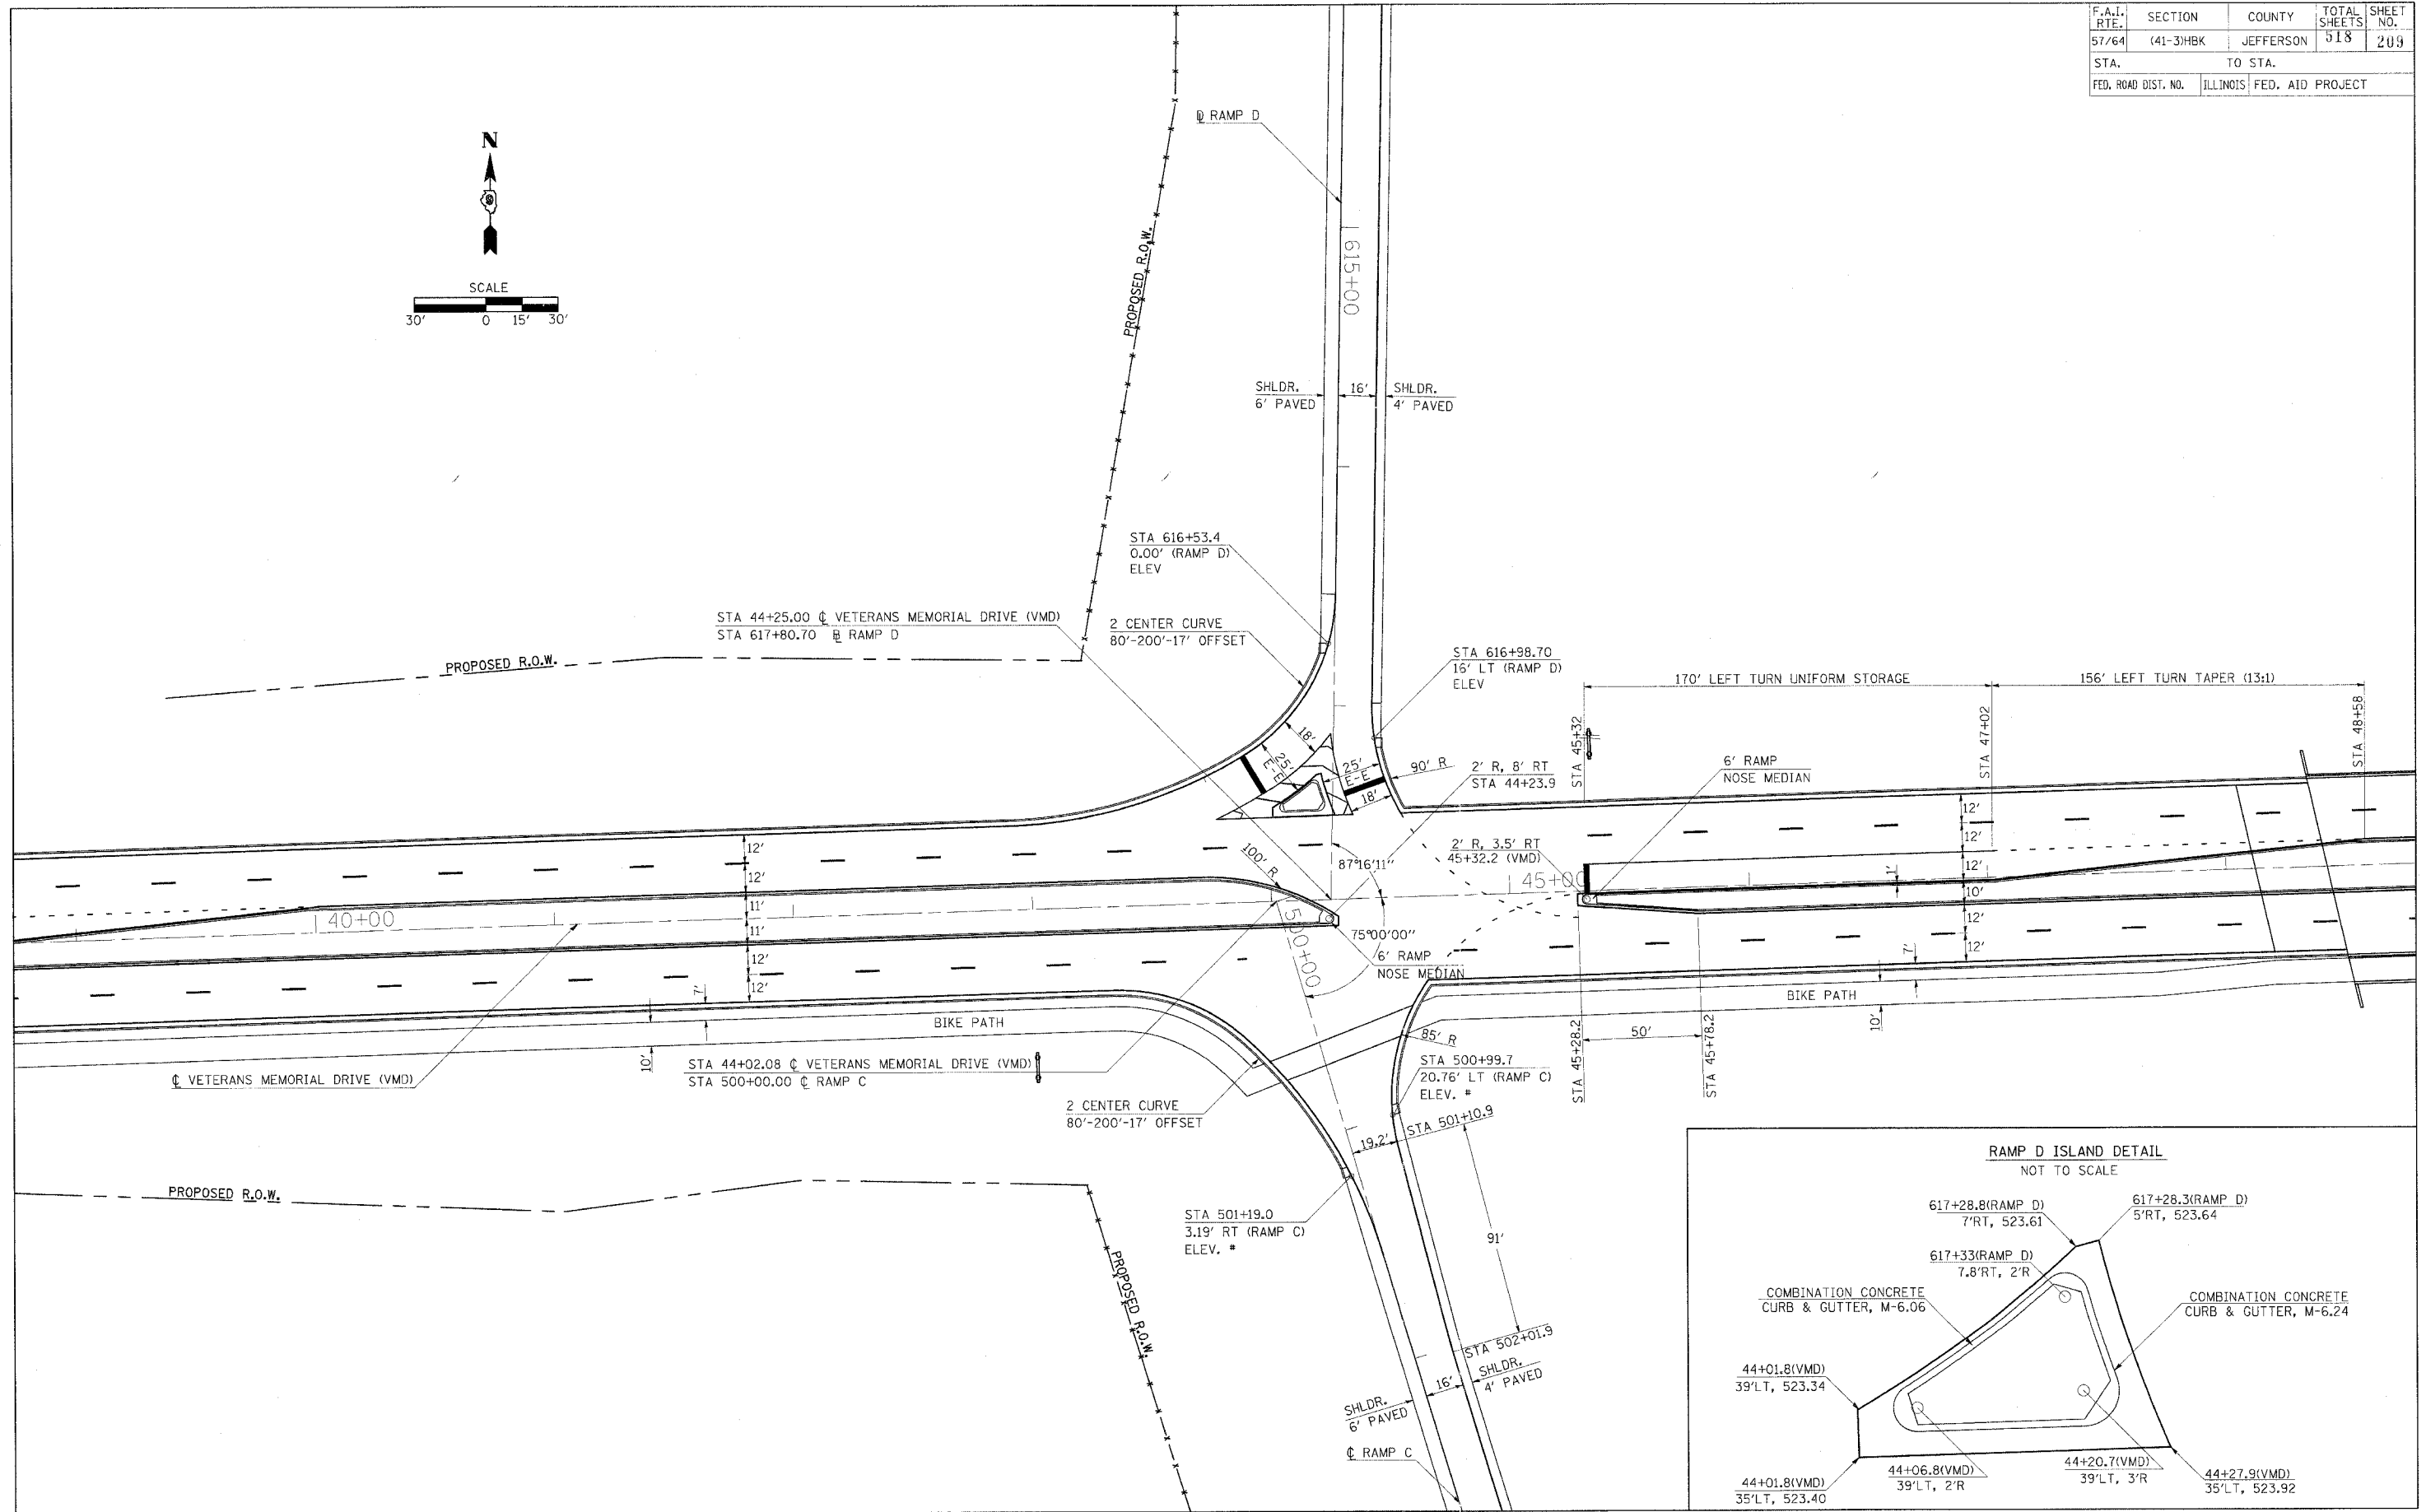 F.A.I. RTE. SECTION COUNTY TOTAL SHEETS SHEET NO.
57/64 (41-3)HBK JEFFERSON 518 209
STA. TO STA.
FED. ROAD DIST. NO. ILLINOIS FED. AID PROJECT
N
SCALE
30' 0 15' 30'
℄ RAMP D
PROPOSED R.O.W.
615+00
SHLDR.
6' PAVED
16'
SHLDR.
4' PAVED
STA 616+53.4
0.00' (RAMP D)
ELEV
STA 44+25.00 ℄ VETERANS MEMORIAL DRIVE (VMD)
STA 617+80.70 RAMP D
2 CENTER CURVE
80'-200'-17' OFFSET
PROPOSED R.O.W.
STA 616+98.70
16' LT (RAMP D)
ELEV
170' LEFT TURN UNIFORM STORAGE
156' LEFT TURN TAPER (13:1)
STA 45+32
STA 47+02
STA 48+58
18'
25'
E-E
25'
E-E
18'
90' R
2' R, 8' RT
STA 44+23.9
6' RAMP
NOSE MEDIAN
12'
12'
12'
10'
12'
12'
1'
7'
12'
12'
11'
11'
12'
12'
100' R
87°16'11"
2' R, 3.5' RT
45+32.2 (VMD)
45+00
40+00
500+00
75°00'00"
6' RAMP
NOSE MEDIAN
7'
BIKE PATH
10'
BIKE PATH
10'
℄ VETERANS MEMORIAL DRIVE (VMD)
STA 44+02.08 ℄ VETERANS MEMORIAL DRIVE (VMD)
STA 500+00.00 ℄ RAMP C
85' R
STA 45+28.2
50'
STA 45+78.2
STA 500+99.7
20.76' LT (RAMP C)
ELEV. *
2 CENTER CURVE
80'-200'-17' OFFSET
19.2'
STA 501+10.9
PROPOSED R.O.W.
STA 501+19.0
3.19' RT (RAMP C)
ELEV. *
91'
PROPOSED R.O.W.
STA 502+01.9
SHLDR.
4' PAVED
16'
SHLDR.
6' PAVED
℄ RAMP C
RAMP D ISLAND DETAIL
NOT TO SCALE
617+28.8(RAMP D)
7'RT, 523.61
617+28.3(RAMP D)
5'RT, 523.64
617+33(RAMP D)
7.8'RT, 2'R
COMBINATION CONCRETE
CURB & GUTTER, M-6.06
COMBINATION CONCRETE
CURB & GUTTER, M-6.24
44+01.8(VMD)
39'LT, 523.34
44+01.8(VMD)
35'LT, 523.40
44+06.8(VMD)
39'LT, 2'R
44+20.7(VMD)
39'LT, 3'R
44+27.9(VMD)
35'LT, 523.92